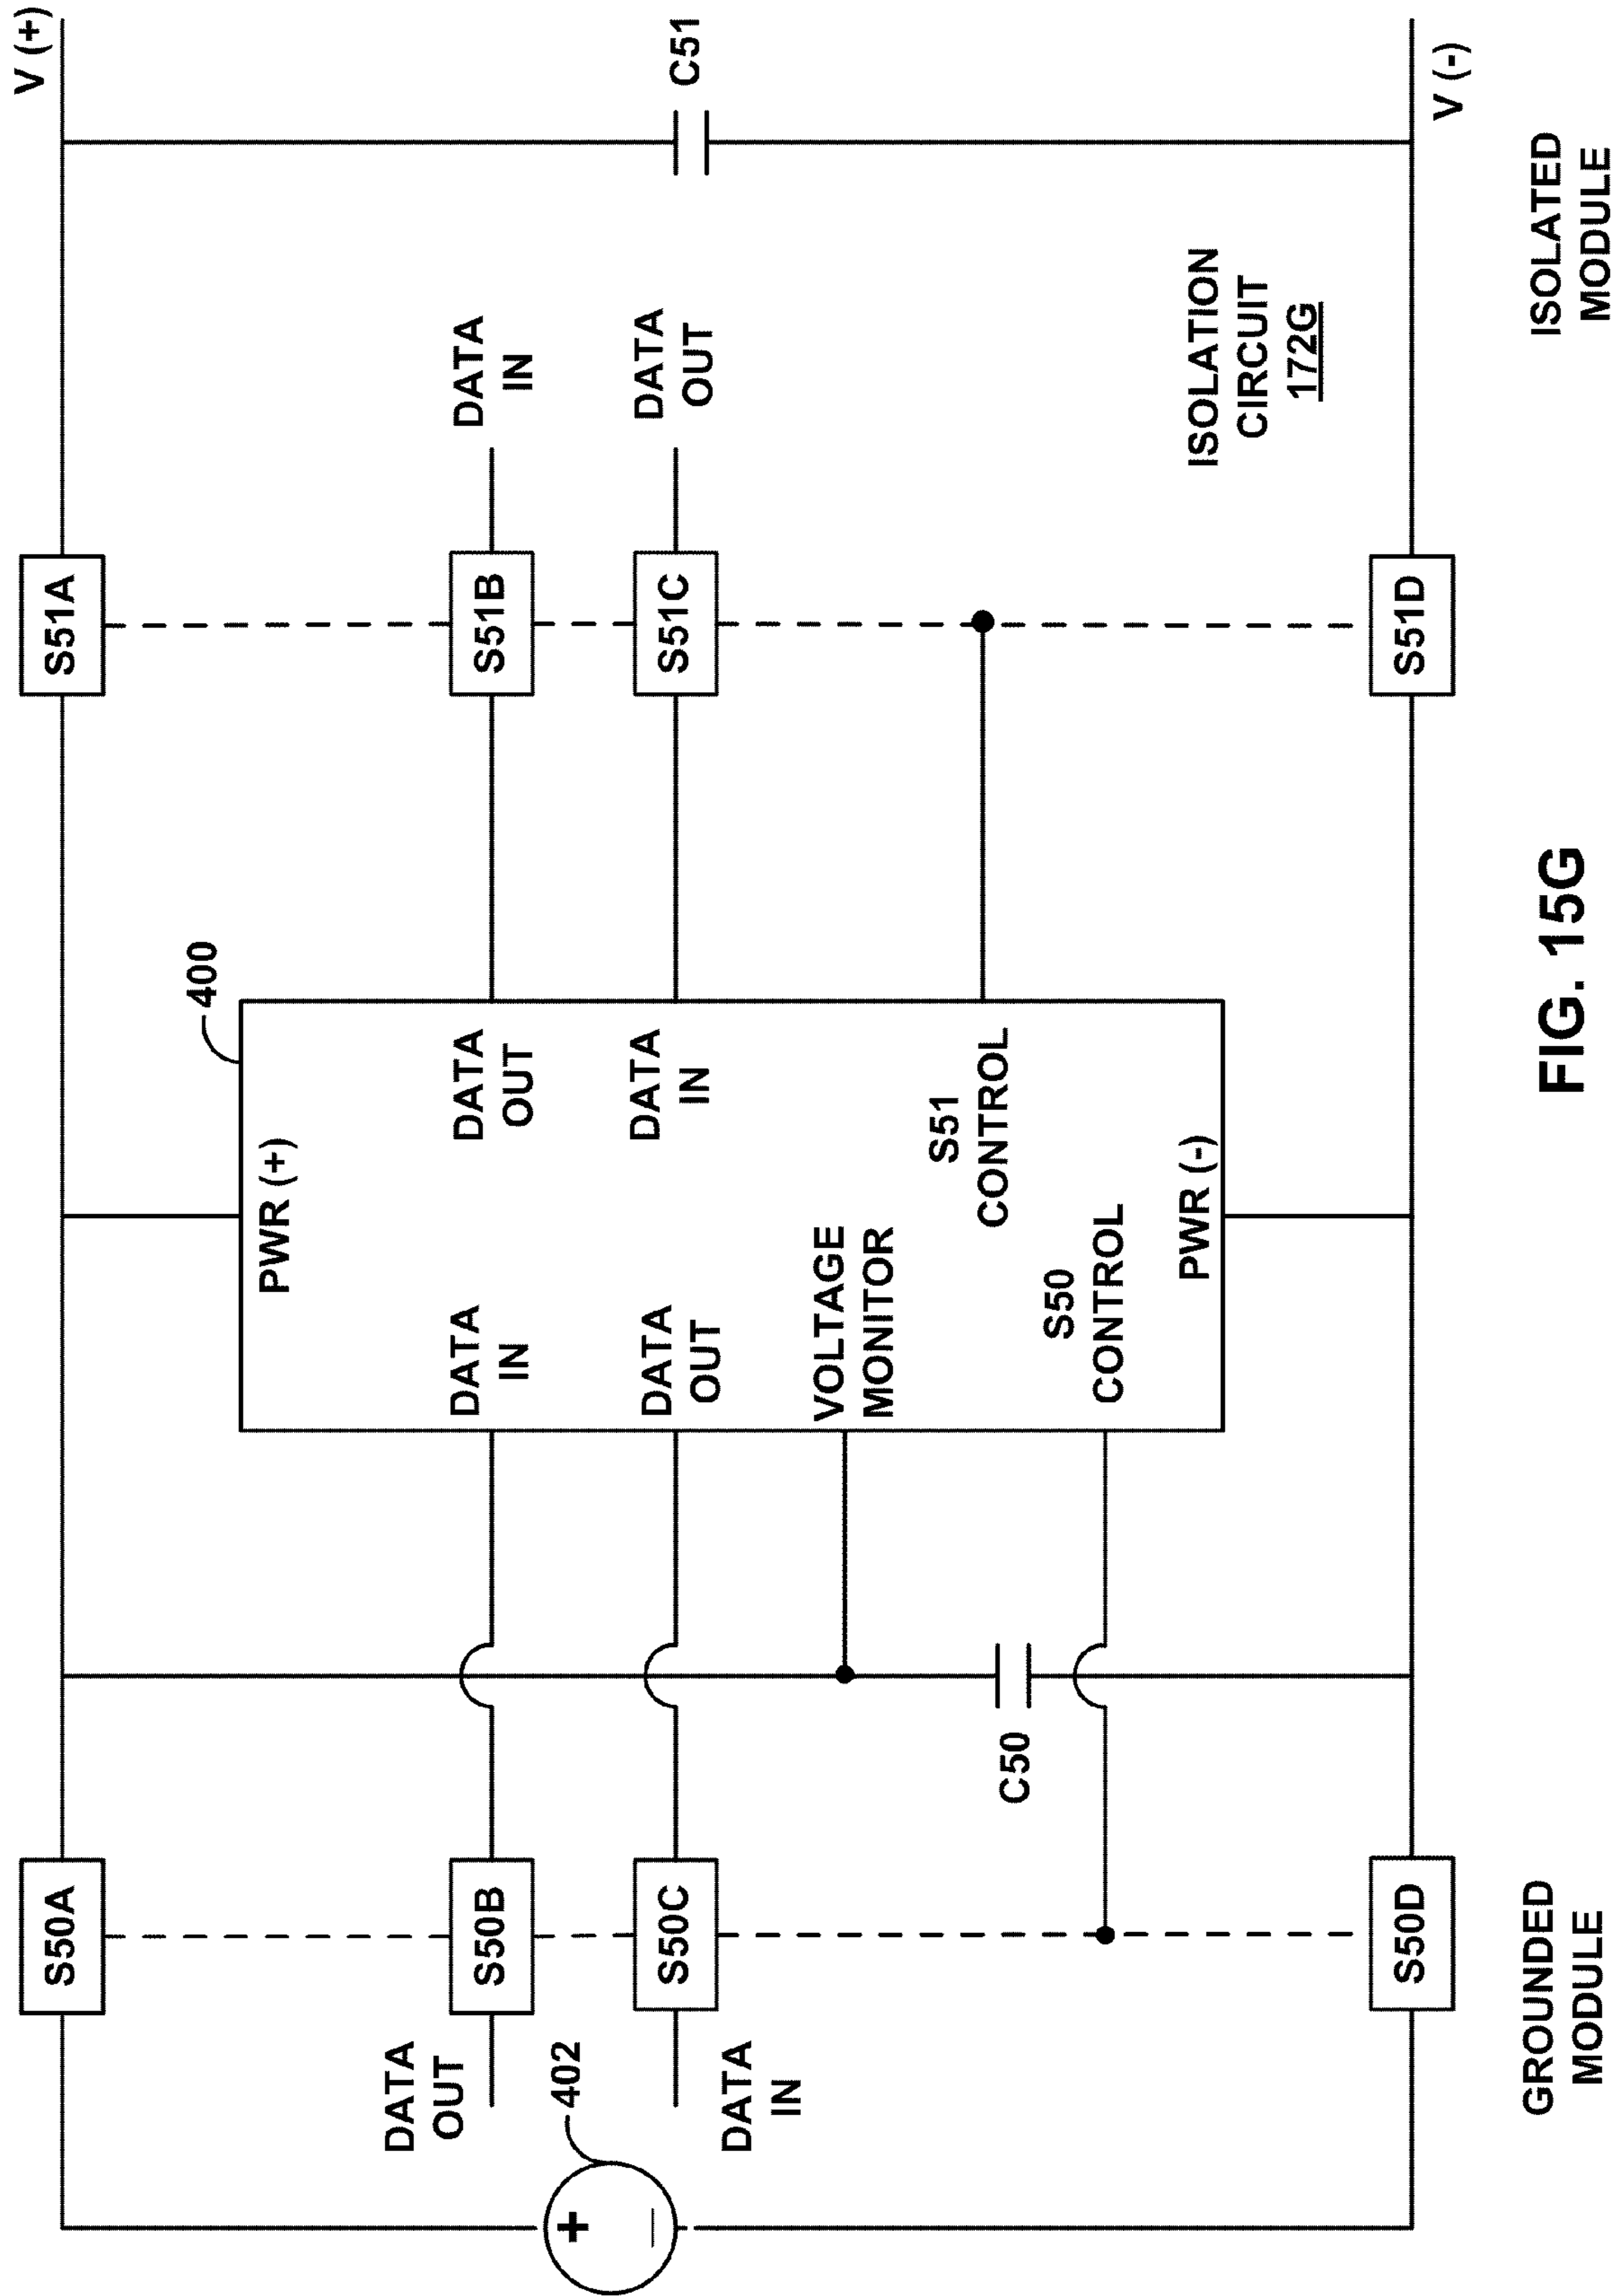 V (+)
S50A
S51A
400
PWR (+)
C51
DATA
OUT
S50B
DATA
IN
DATA
OUT
S51B
DATA
IN
402
+
−
S50C
DATA
OUT
DATA
IN
S51C
DATA
OUT
DATA
IN
VOLTAGE
MONITOR
S51
CONTROL
C50
S50
CONTROL
PWR (-)
ISOLATION
CIRCUIT
172G
S50D
S51D
V (-)
GROUNDED
MODULE
ISOLATED
MODULE
FIG. 15G